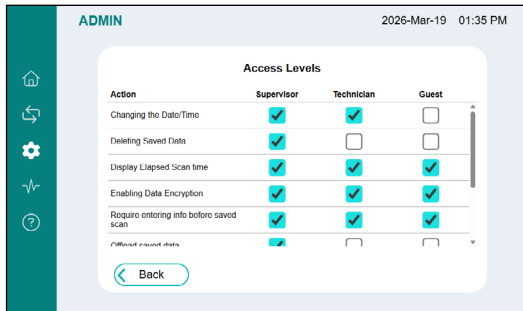 ADMIN 2026-Mar-19 01:35 PM
Access Levels
Action Supervisor Technician Guest
Changing the Date/Time
Deleting Saved Data
Display Elapsed Scan time
Enabling Data Encryption
Require entering info before saved
scan
Offload saved data
Back